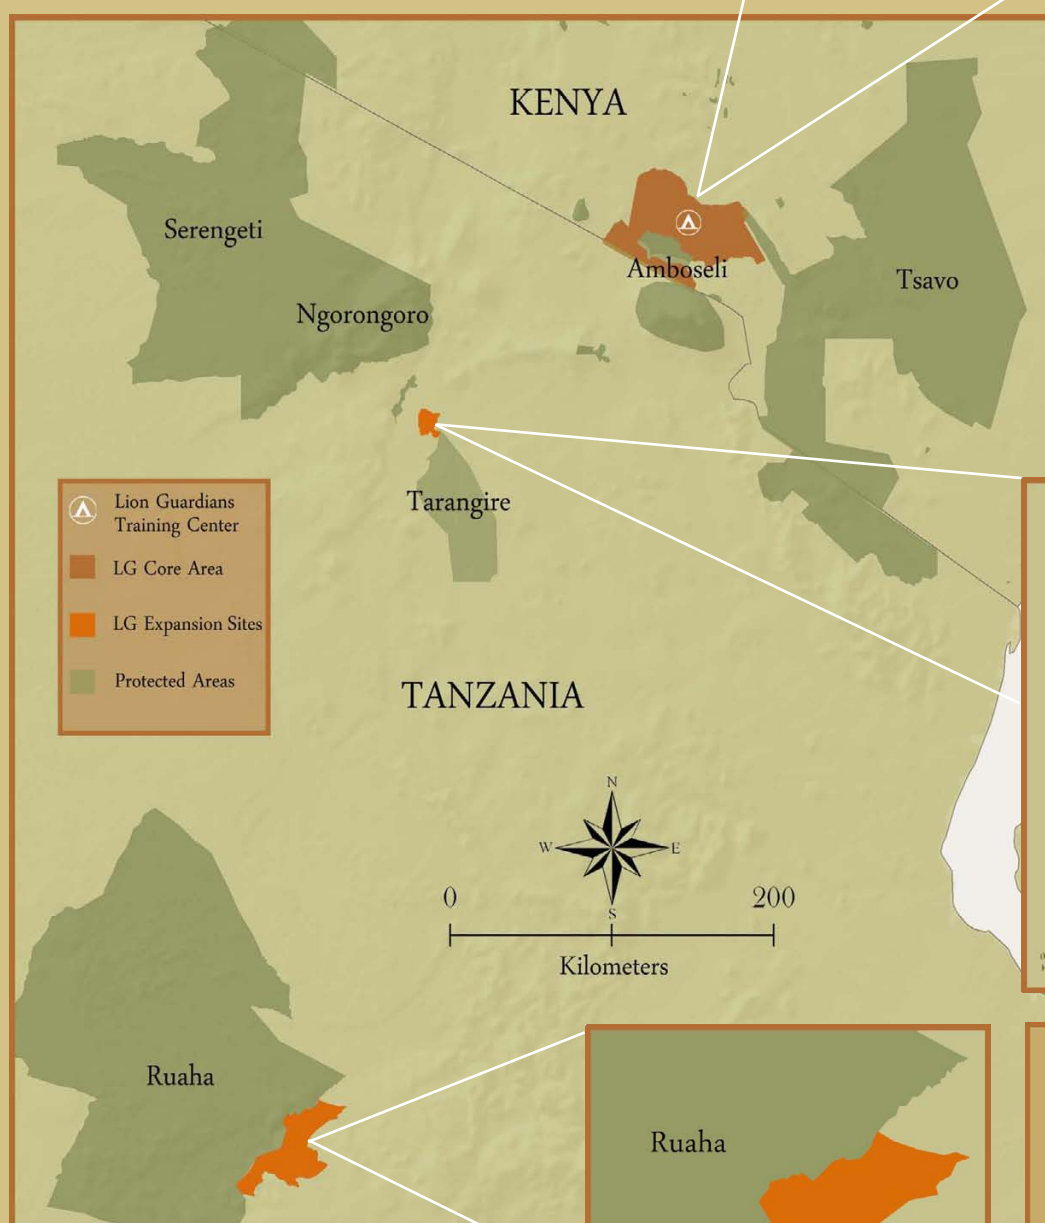 KENYA
Serengeti
Ngorongoro
Amboseli
Tsavo
Tarangire
Lion Guardians
Training Center
LG Core Area
LG Expansion Sites
Protected Areas
TANZANIA
N
W
E
S
0
200
Kilometers
Ruaha
Ruaha